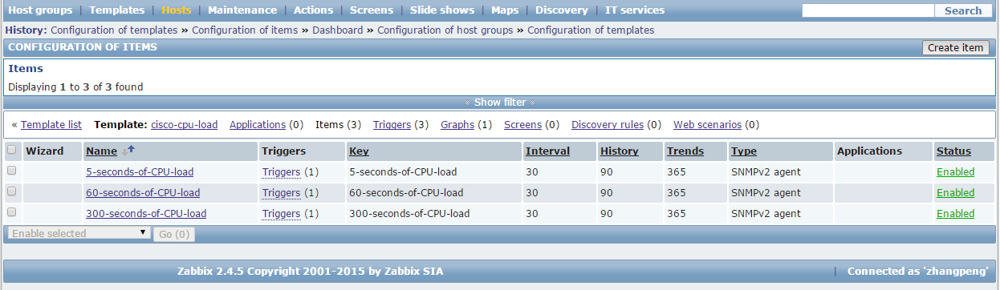 Host groups | Templates | Hosts | Maintenance | Actions | Screens | Slide shows | Maps | Discovery | IT services Search
History: Configuration of templates » Configuration of items » Dashboard » Configuration of host groups » Configuration of templates
CONFIGURATION OF ITEMS Create item
Items
Displaying 1 to 3 of 3 found
Show filter
« Template list Template: cisco-cpu-load Applications (0) Items (3) Triggers (3) Graphs (1) Screens (0) Discovery rules (0) Web scenarios (0)
Wizard Name Triggers Key Interval History Trends Type Applications Status
5-seconds-of-CPU-load Triggers (1) 5-seconds-of-CPU-load 30 90 365 SNMPv2 agent Enabled
60-seconds-of-CPU-load Triggers (1) 60-seconds-of-CPU-load 30 90 365 SNMPv2 agent Enabled
300-seconds-of-CPU-load Triggers (1) 300-seconds-of-CPU-load 30 90 365 SNMPv2 agent Enabled
Enable selected Go (0)
Zabbix 2.4.5 Copyright 2001-2015 by Zabbix SIA | Connected as 'zhangpeng'